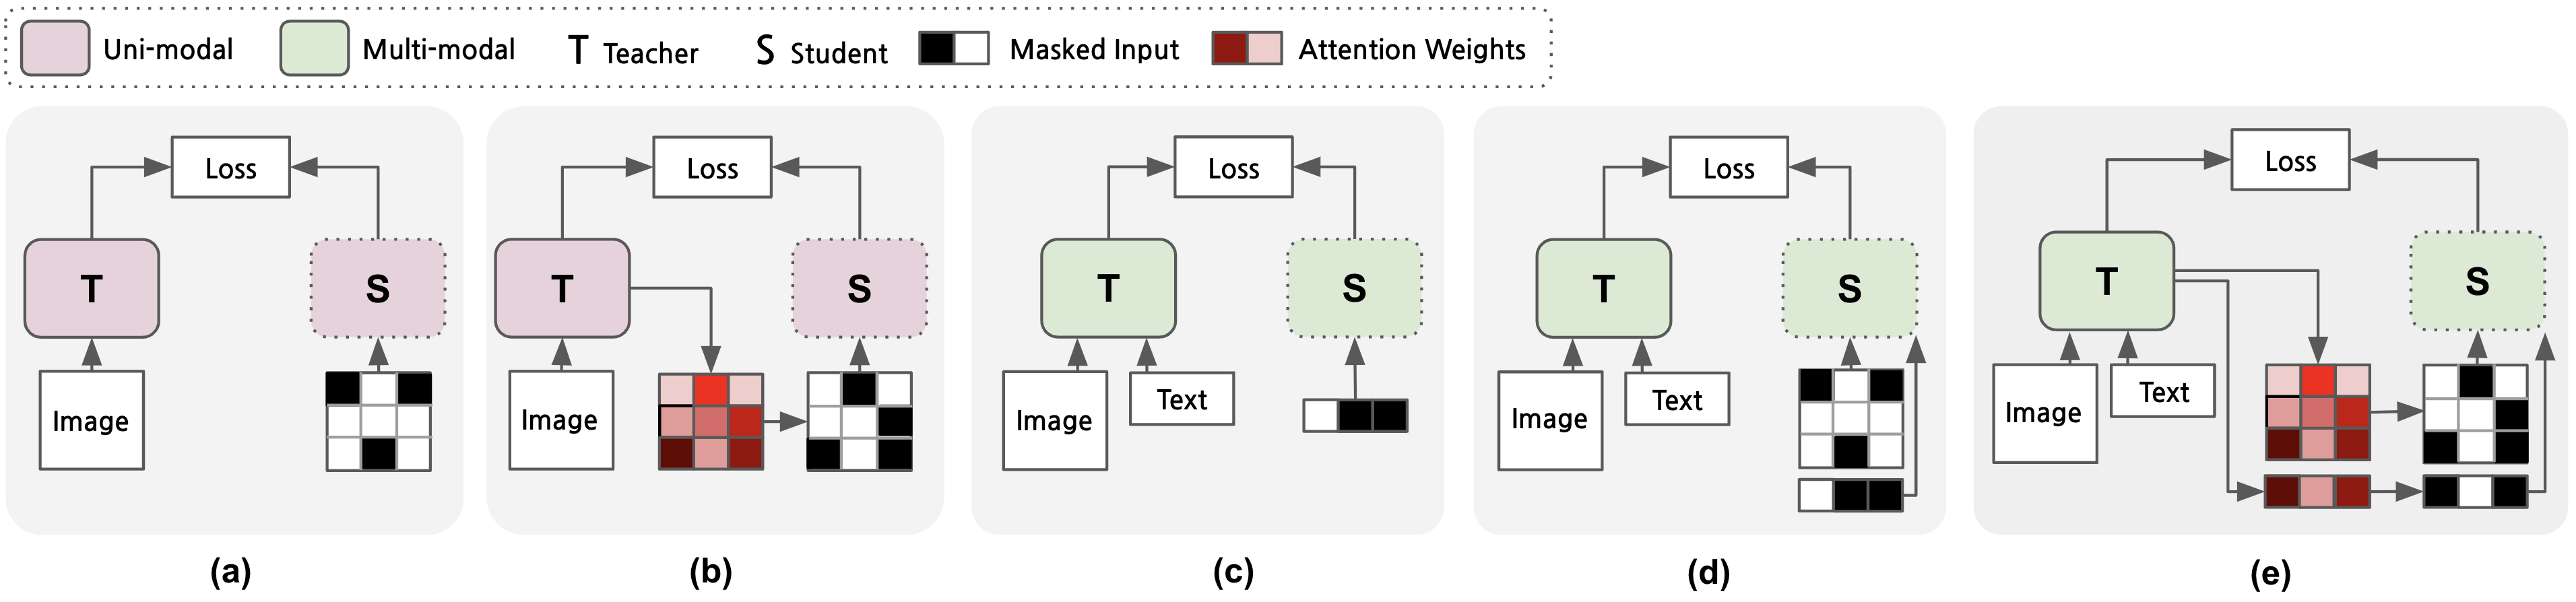 Uni-modal Multi-modal T Teacher S Student Masked Input Attention Weights
Loss Loss Loss Loss Loss
T S T S T S T S T S
Image Image Image Text Image Text Image Text
(a) (b) (c) (d) (e)